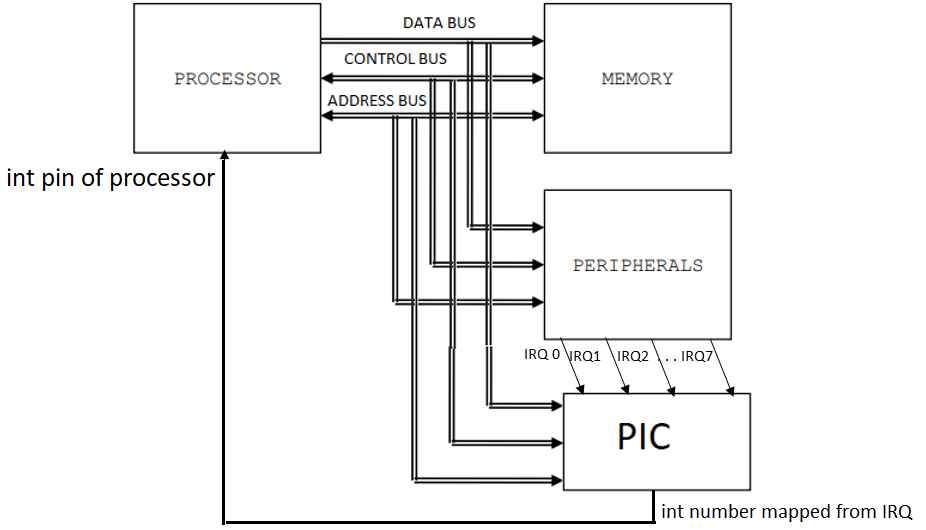 DATA BUS
CONTROL BUS
ADDRESS BUS
PROCESSOR
MEMORY
int pin of processor
PERIPHERALS
IRQ 0 IRQ1 IRQ2 . . . IRQ7
PIC
int number mapped from IRQ